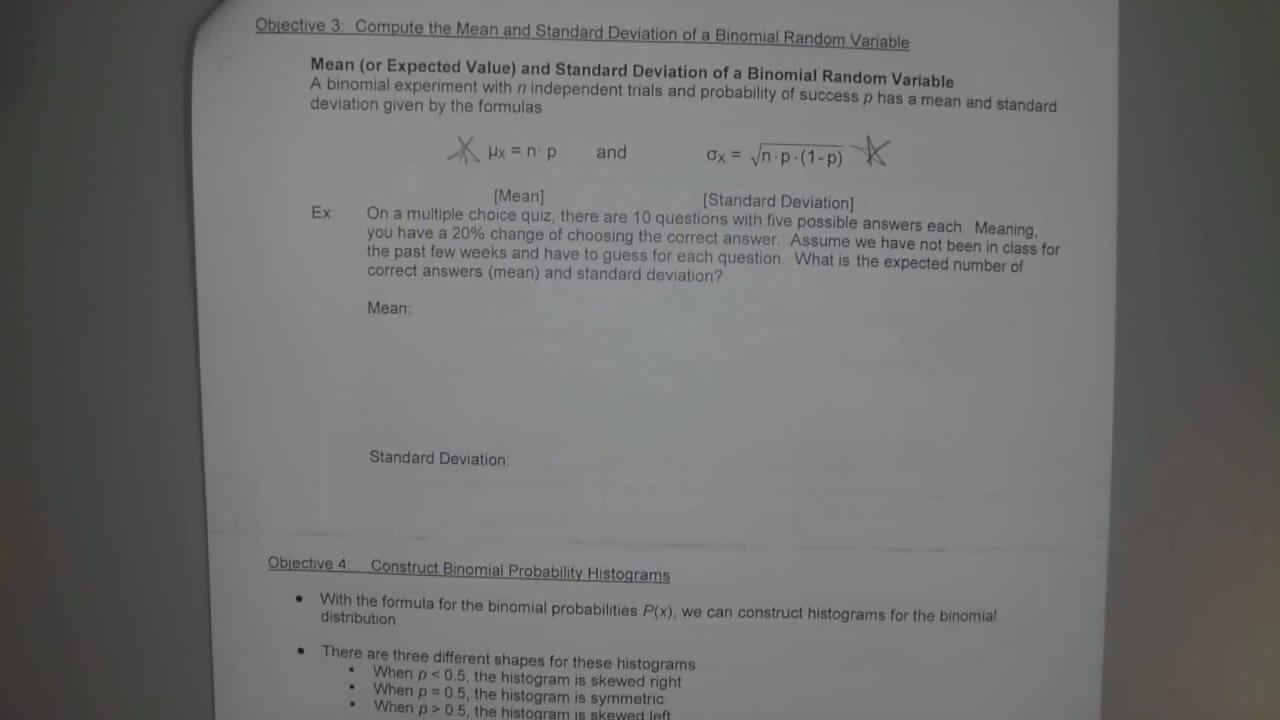 Objective 3: Compute the Mean and Standard Deviation of a Binomial Random Variable
Mean (or Expected Value) and Standard Deviation of a Binomial Random Variable
A binomial experiment with n independent trials and probability of success p has a mean and standard
deviation given by the formulas
μx = n · p and σx = √n·p·(1-p)
[Mean] [Standard Deviation]
Ex: On a multiple choice quiz, there are 10 questions with five possible answers each. Meaning,
you have a 20% change of choosing the correct answer. Assume we have not been in class for
the past few weeks and have to guess for each question. What is the expected number of
correct answers (mean) and standard deviation?
Mean:
Standard Deviation:
Objective 4: Construct Binomial Probability Histograms
• With the formula for the binomial probabilities P(x), we can construct histograms for the binomial
distribution
• There are three different shapes for these histograms
• When p < 0.5, the histogram is skewed right
• When p = 0.5, the histogram is symmetric
• When p > 0.5, the histogram is skewed left